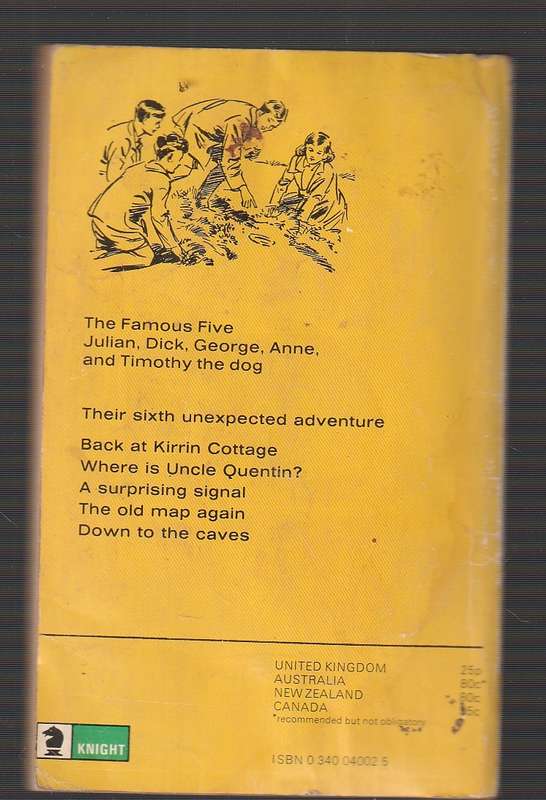 The Famous Five
Julian, Dick, George, Anne,
and Timothy the dog
Their sixth unexpected adventure
Back at Kirrin Cottage
Where is Uncle Quentin?
A surprising signal
The old map again
Down to the caves
UNITED KINGDOM 25p
AUSTRALIA 80c*
NEW ZEALAND 80c
CANADA
*recommended but not obligatory
KNIGHT
ISBN 0 340 04002 5